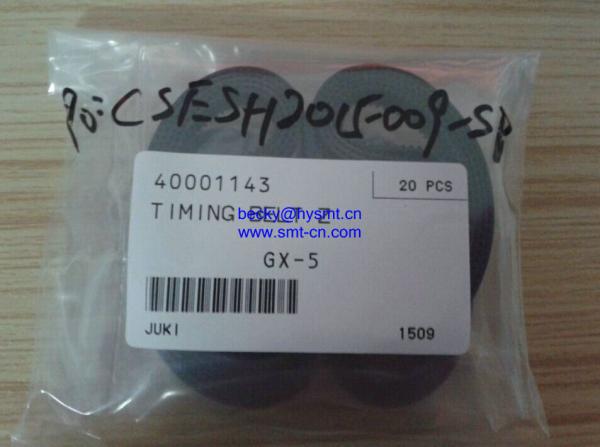 Po: CSESH2015-009-SP
40001143 20 PCS
TIMING BELT Z
becky@hysmt.cn
www.smt-cn.com
GX-5
JUKI 1509